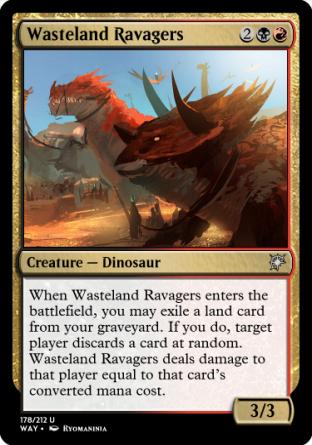 Wasteland Ravagers 2
Creature — Dinosaur
When Wasteland Ravagers enters the
battlefield, you may exile a land card
from your graveyard. If you do, target
player discards a card at random.
Wasteland Ravagers deals damage to
that player equal to that card's
converted mana cost.
3/3
178/212 U
WAY • Ryomaninia